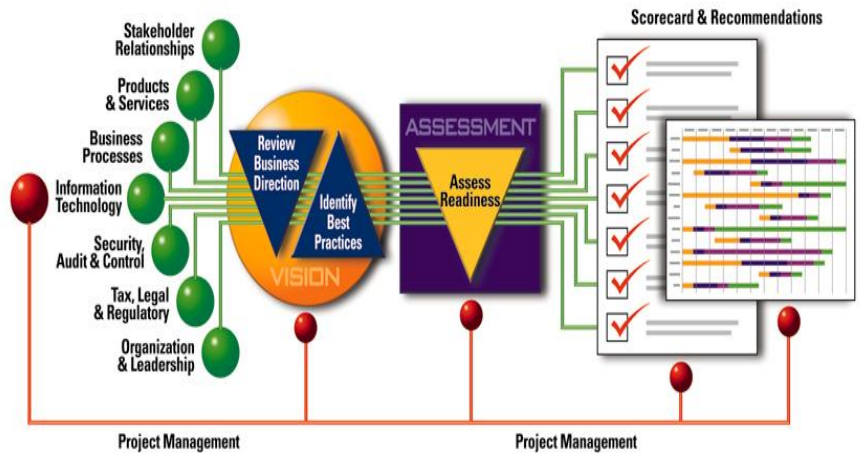 Scorecard & Recommendations
Stakeholder
Relationships
Products
& Services
Business
Processes
Information
Technology
Security,
Audit & Control
Tax, Legal
& Regulatory
Organization
& Leadership
Review
Business
Direction
Identify
Best
Practices
VISION
ASSESSMENT
Assess
Readiness
Project Management
Project Management